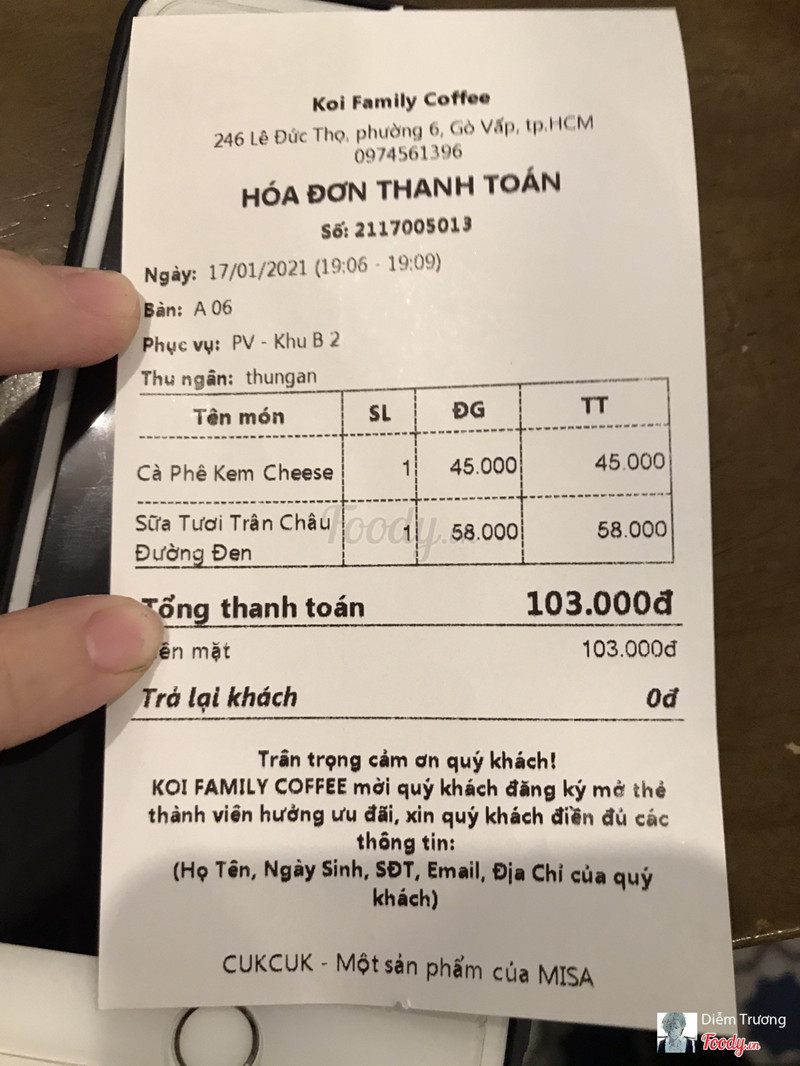 Koi Family Coffee
246 Lê Đức Thọ, phường 6, Gò Vấp, tp.HCM
0974561396
HÓA ĐƠN THANH TOÁN
Số: 2117005013
Ngày: 17/01/2021 (19:06 - 19:09)
Bàn: A 06
Phục vụ: PV - Khu B 2
Thu ngân: thungan
Tên món SL ĐG TT
Cà Phê Kem Cheese 1 45.000 45.000
Sữa Tươi Trân Châu
Đường Đen 1 58.000 58.000
Tổng thanh toán 103.000đ
mặt 103.000đ
Trả lại khách 0đ
Trân trọng cảm ơn quý khách!
KOI FAMILY COFFEE mời quý khách đăng ký mở thẻ
thành viên hưởng ưu đãi, xin quý khách điền đủ các
thông tin:
(Họ Tên, Ngày Sinh, SĐT, Email, Địa Chỉ của quý
khách)
CUKCUK - Một sản phẩm của MISA
Foody.vn
Diễm Trương
Foody.vn